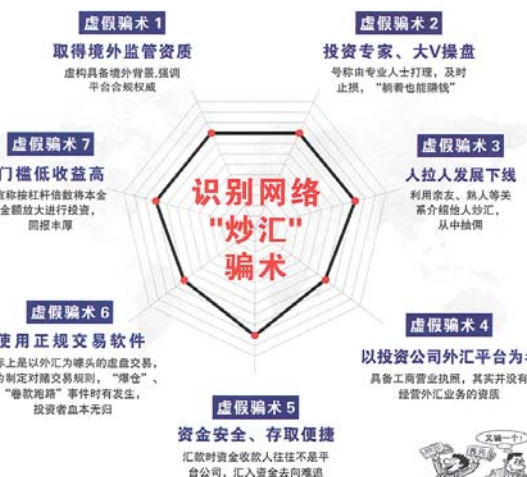 虚假骗术 1
取得境外监管资质
虚构具备境外背景,强调
平台合规权威
虚假骗术 2
投资专家、大V操盘
号称由专业人士打理，及时
止损，“躺着也能赚钱”
虚假骗术 3
人拉人发展下线
利用亲友、熟人等关
系介绍他人炒汇，
从中抽佣
虚假骗术 4
以投资公司外汇平台为
具备工商营业执照，其实并没有
经营外汇业务的资质
虚假骗术 5
资金安全、存取便捷
汇款时资金收款人往往不是平
台公司，汇入资金去向难追
虚假骗术 6
使用正规交易软件
际上是以外汇为噱头的虚盘交易，
为制定对赌交易规则，“爆仓”、
“卷款跑路”事件时有发生，
投资者血本无归
虚假骗术 7
门槛低收益高
宣称按杠杆倍数将本金
金额放大进行投资，
回报丰厚
识别网络
"炒汇"
骗术
又骗一个!